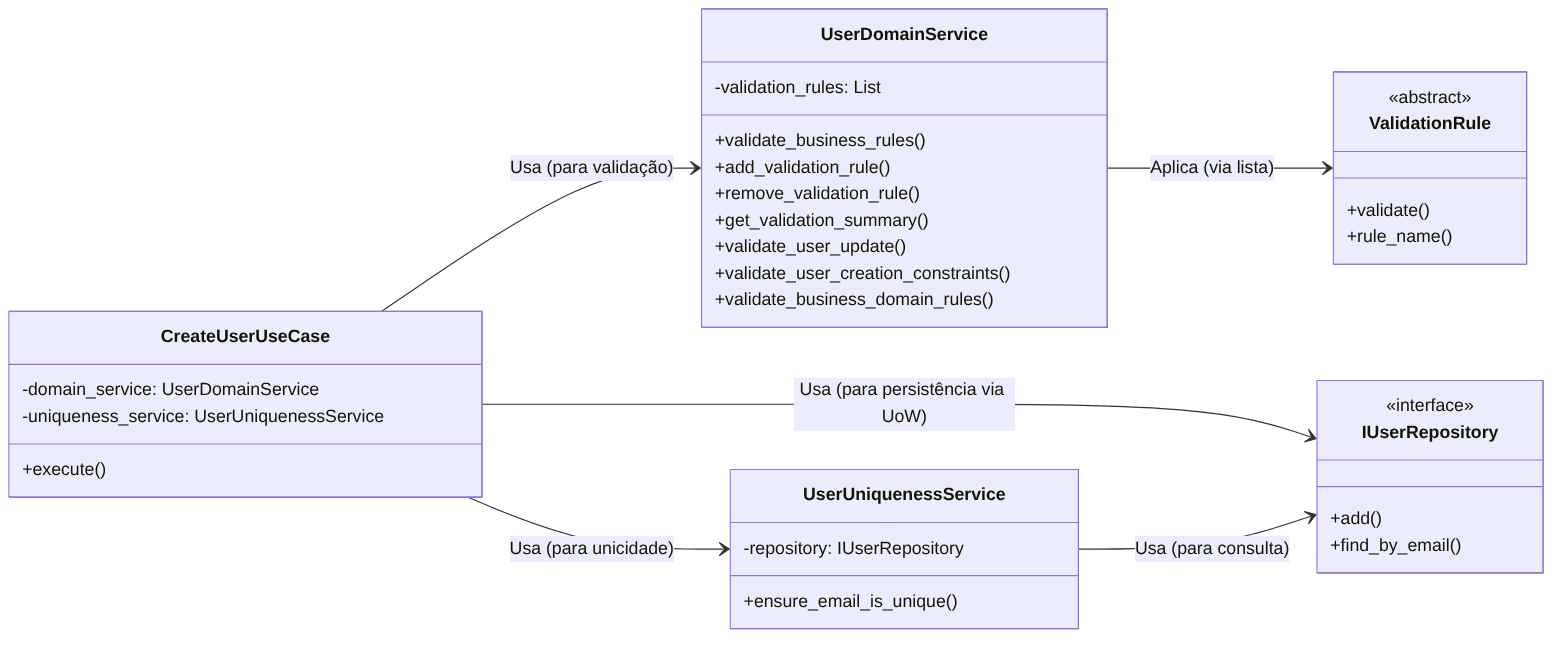 UserDomainService
-validation_rules: List
+validate_business_rules()
+add_validation_rule()
+remove_validation_rule()
+get_validation_summary()
+validate_user_update()
+validate_user_creation_constraints()
+validate_business_domain_rules()
«abstract»
ValidationRule
+validate()
+rule_name()
Usa (para validação)
Aplica (via lista)
CreateUserUseCase
-domain_service: UserDomainService
-uniqueness_service: UserUniquenessService
+execute()
Usa (para persistência via
UoW)
«interface»
IUserRepository
+add()
+find_by_email()
UserUniquenessService
-repository: IUserRepository
+ensure_email_is_unique()
Usa (para unicidade)
Usa (para consulta)